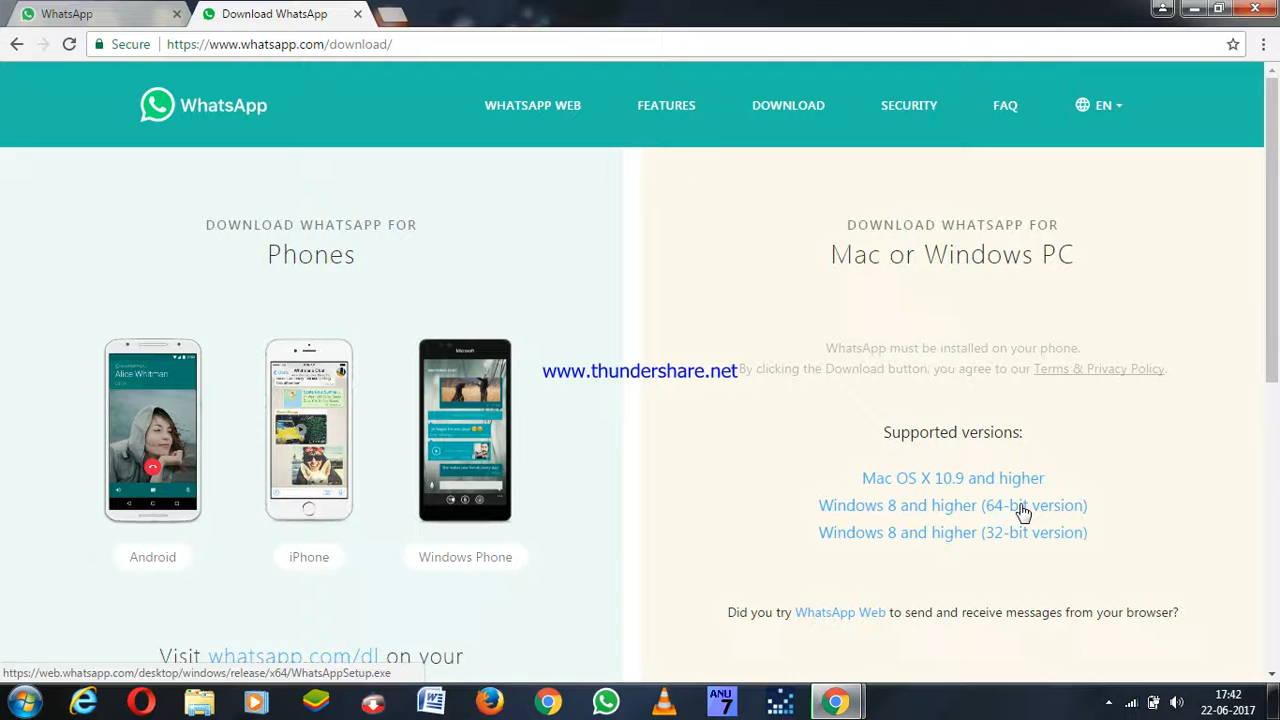 WhatsApp
Download WhatsApp
Secure
https://www.whatsapp.com/download/
WhatsApp
WHATSAPP WEB
FEATURES
DOWNLOAD
SECURITY
FAQ
EN
DOWNLOAD WHATSAPP FOR
Phones
Alice Whitman
Microsoft
Android
iPhone
Windows Phone
Visit whatsapp.com/dl on your
DOWNLOAD WHATSAPP FOR
Mac or Windows PC
WhatsApp must be installed on your phone.
www.thundershare.net
By clicking the Download button, you agree to our Terms & Privacy Policy.
Supported versions:
Mac OS X 10.9 and higher
Windows 8 and higher (64-bit version)
Windows 8 and higher (32-bit version)
Did you try WhatsApp Web to send and receive messages from your browser?
https://web.whatsapp.com/desktop/windows/release/x64/WhatsAppSetup.exe
ANU
7
17:42
22-06-2017